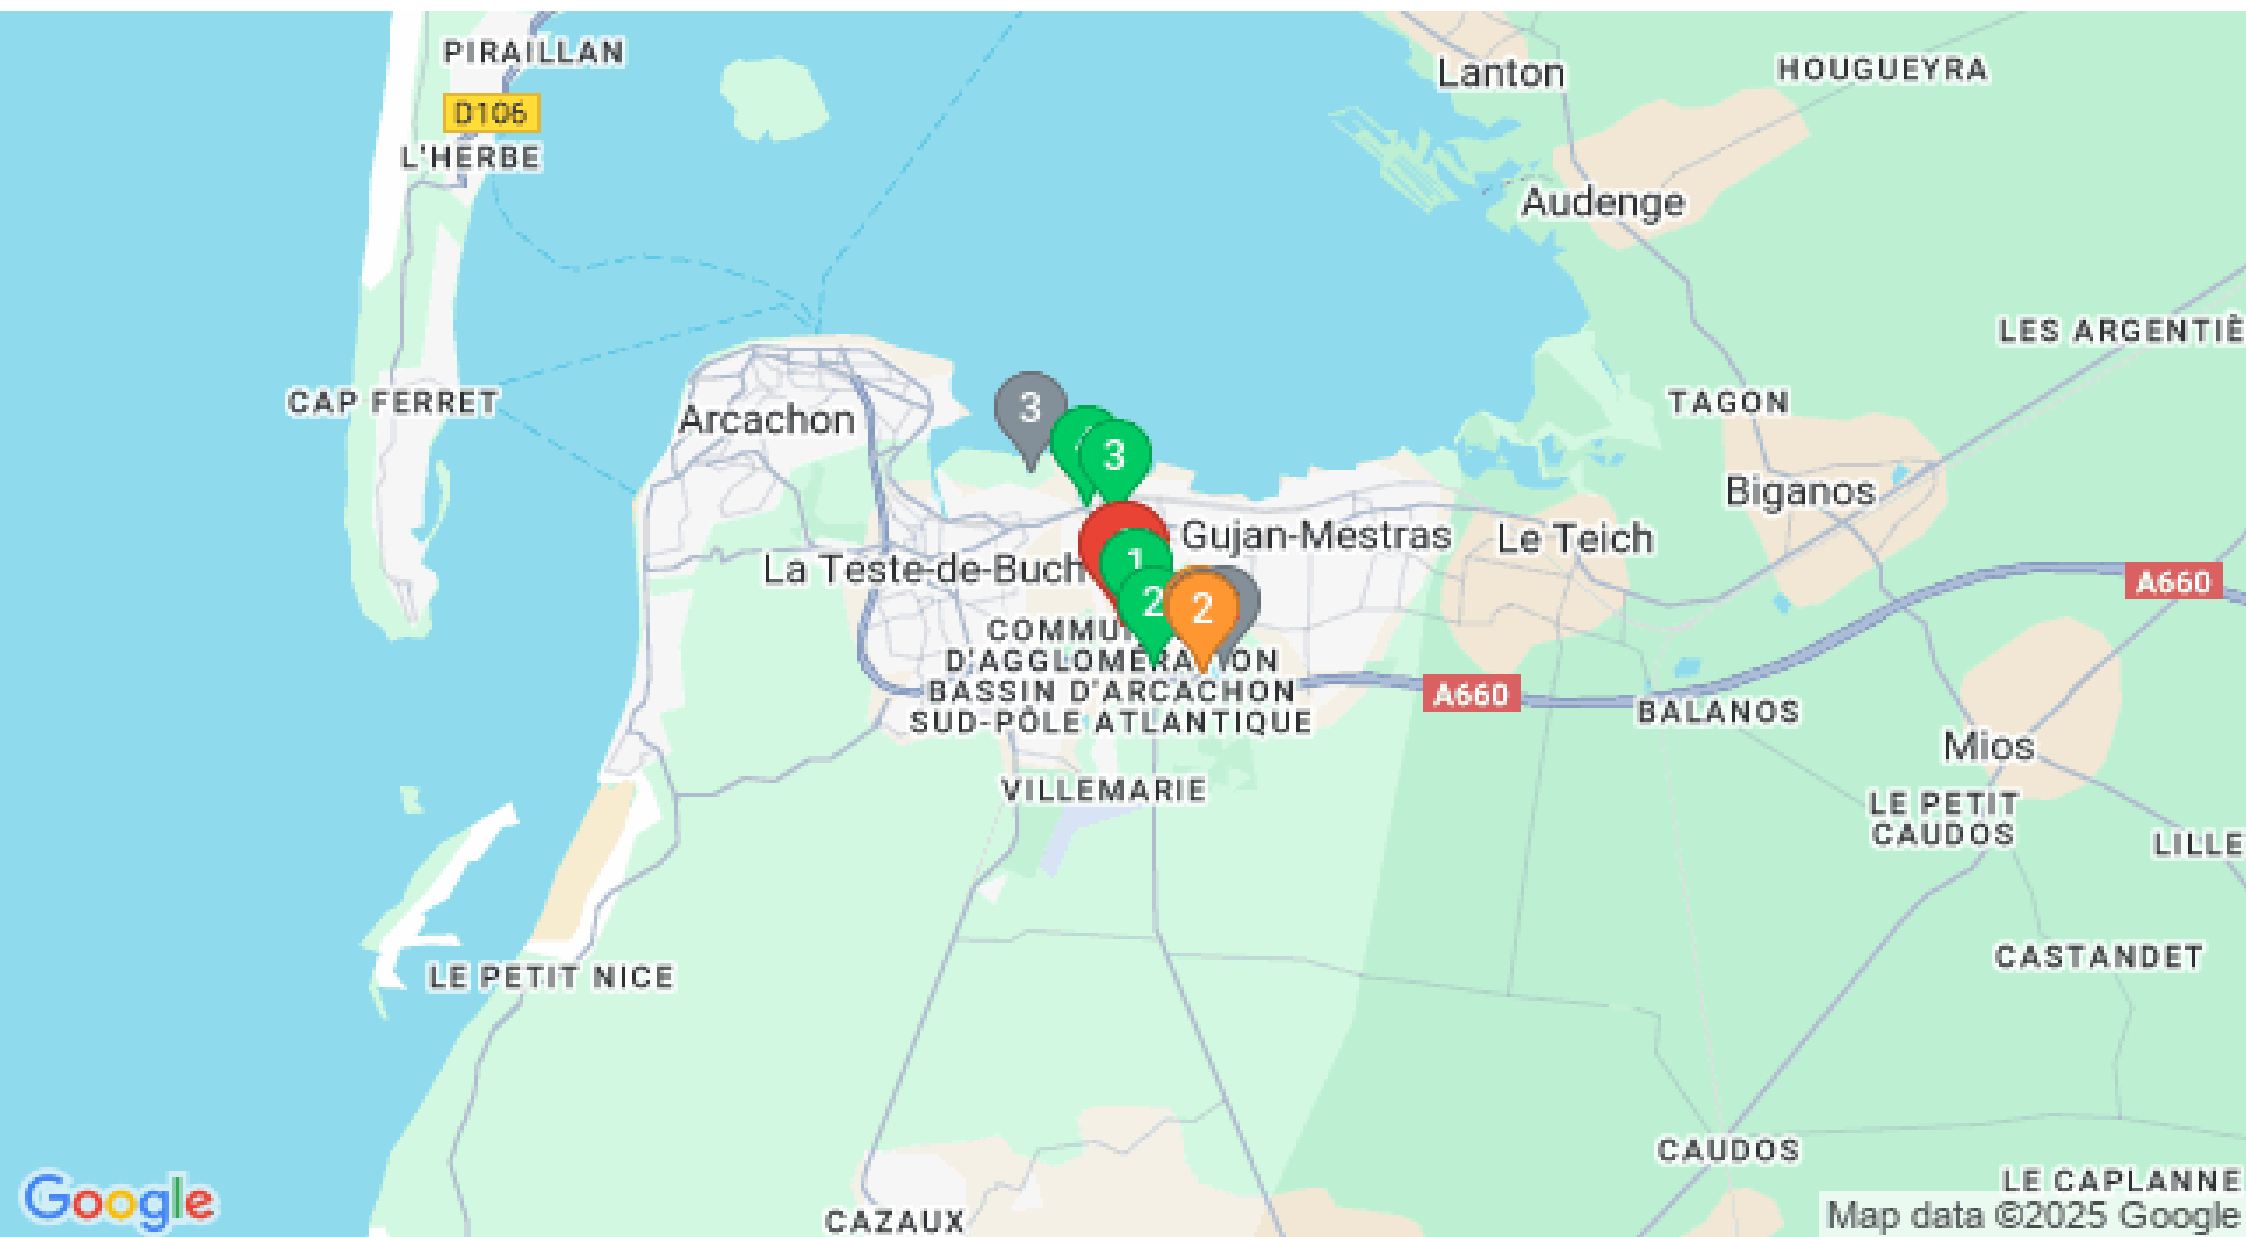 PIRAILLAN
Lanton
HOUGUEYRA
D106
L'HERBE
Audenge
LES ARGENTIÈ
CAP FERRET
TAGON
Arcachon
3
3
Biganos
Gujan-Mestras
Le Teich
La Teste-de-Buch
1
A660
2
2
COMMU
D'AGGLOMÉRATION
BASSIN D'ARCACHON
A660
SUD-PÔLE ATLANTIQUE
BALANOS
Mios
VILLEMARIE
LE PETIT
CAUDOS
LILLE
CASTANDET
LE PETIT NICE
CAUDOS
LE CAPLANNE
Google
CAZAUX
Map data ©2025 Google